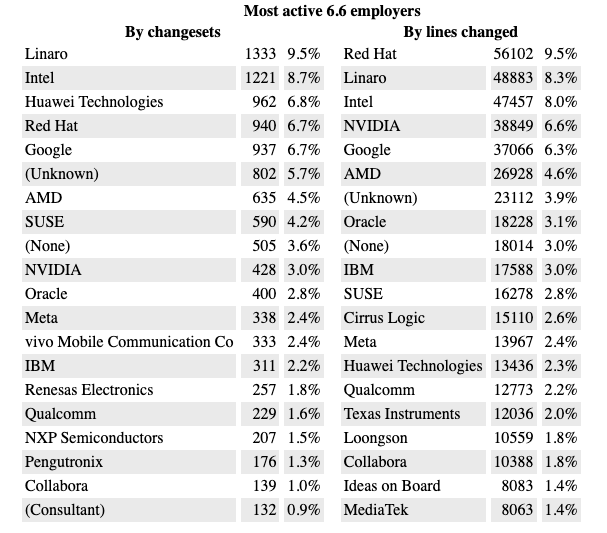 Most active 6.6 employers
By changesets By lines changed
Linaro 1333 9.5% Red Hat 56102 9.5%
Intel 1221 8.7% Linaro 48883 8.3%
Huawei Technologies 962 6.8% Intel 47457 8.0%
Red Hat 940 6.7% NVIDIA 38849 6.6%
Google 937 6.7% Google 37066 6.3%
(Unknown) 802 5.7% AMD 26928 4.6%
AMD 635 4.5% (Unknown) 23112 3.9%
SUSE 590 4.2% Oracle 18228 3.1%
(None) 505 3.6% (None) 18014 3.0%
NVIDIA 428 3.0% IBM 17588 3.0%
Oracle 400 2.8% SUSE 16278 2.8%
Meta 338 2.4% Cirrus Logic 15110 2.6%
vivo Mobile Communication Co 333 2.4% Meta 13967 2.4%
IBM 311 2.2% Huawei Technologies 13436 2.3%
Renesas Electronics 257 1.8% Qualcomm 12773 2.2%
Qualcomm 229 1.6% Texas Instruments 12036 2.0%
NXP Semiconductors 207 1.5% Loongson 10559 1.8%
Pengutronix 176 1.3% Collabora 10388 1.8%
Collabora 139 1.0% Ideas on Board 8083 1.4%
(Consultant) 132 0.9% MediaTek 8063 1.4%